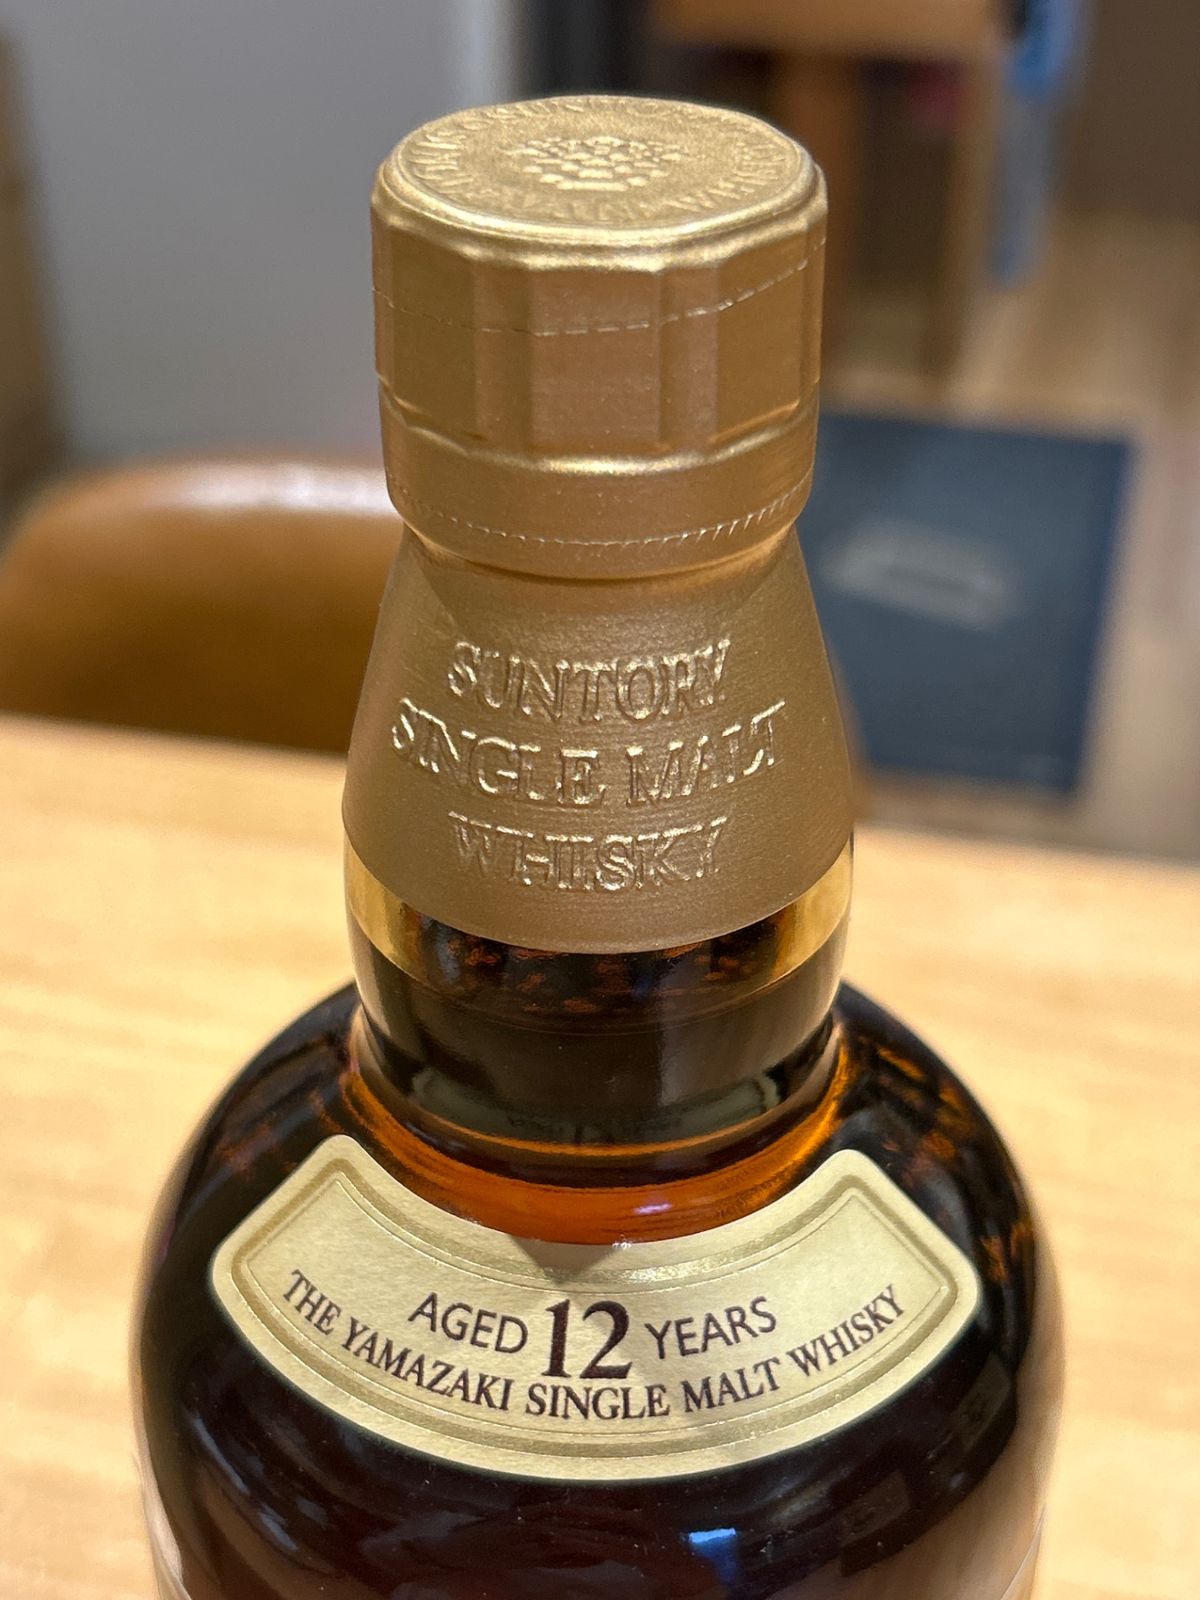 SUNTORY
SINGLE MALT
WHISKY
AGED 12 YEARS
THE YAMAZAKI SINGLE MALT WHISKY